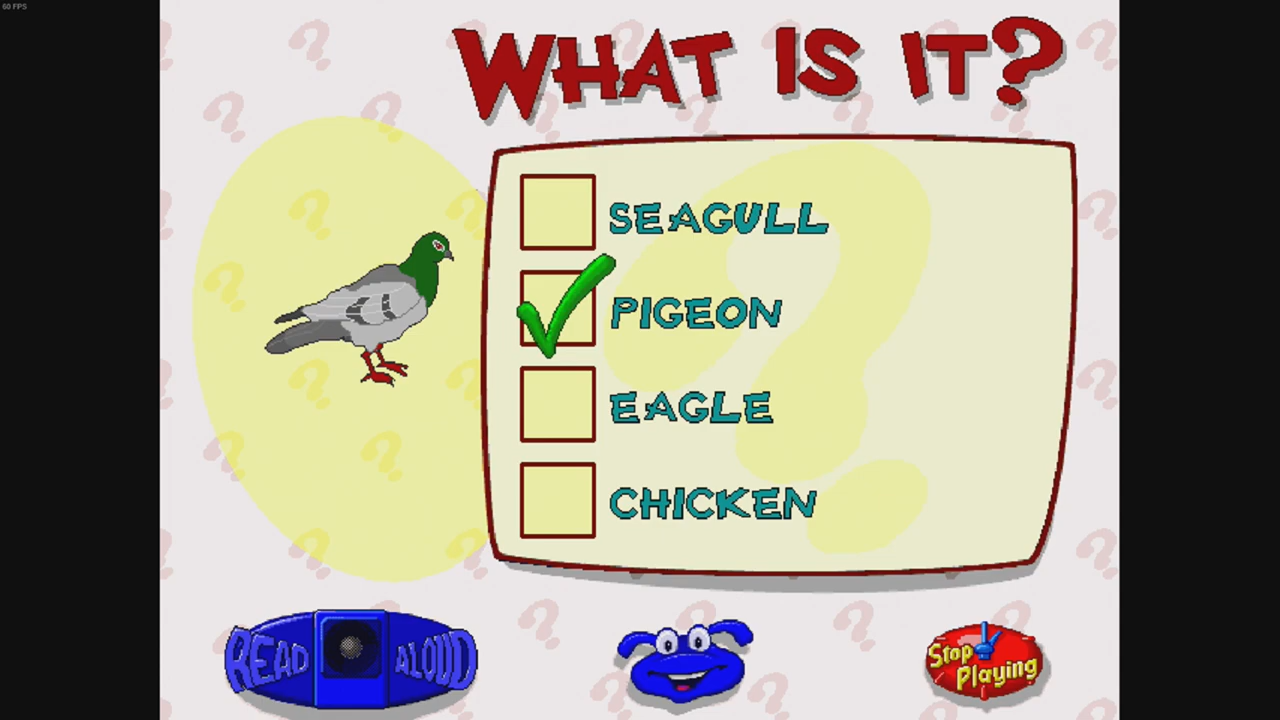 60 FPS
WHAT IS IT?
SEAGULL
PIGEON
EAGLE
CHICKEN
READ ALOUD
Stop
Playing